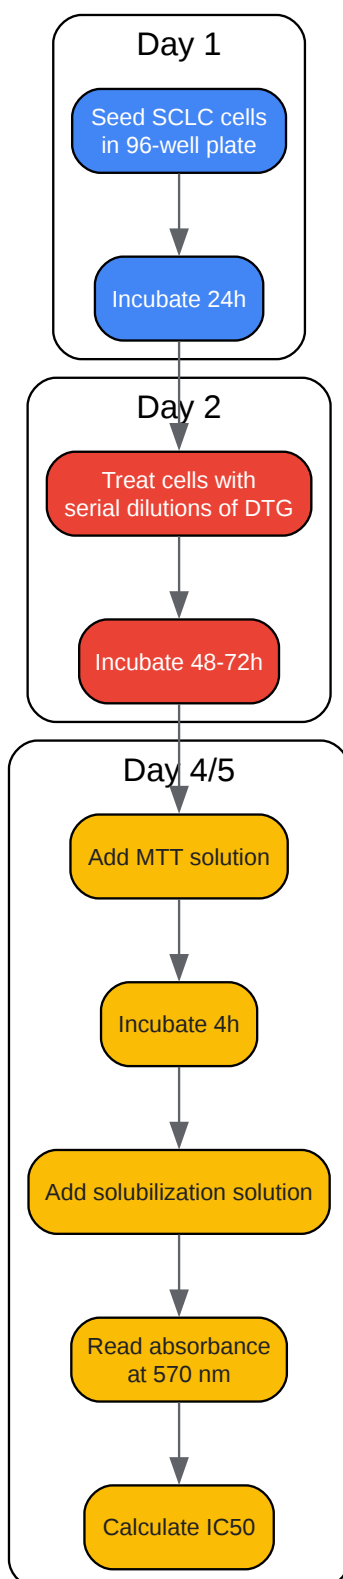 Day 1
Seed SCLC cells
in 96-well plate
Incubate 24h
Day 2
Treat cells with
serial dilutions of DTG
Incubate 48-72h
Day 4/5
Add MTT solution
Incubate 4h
Add solubilization solution
Read absorbance
at 570 nm
Calculate IC50